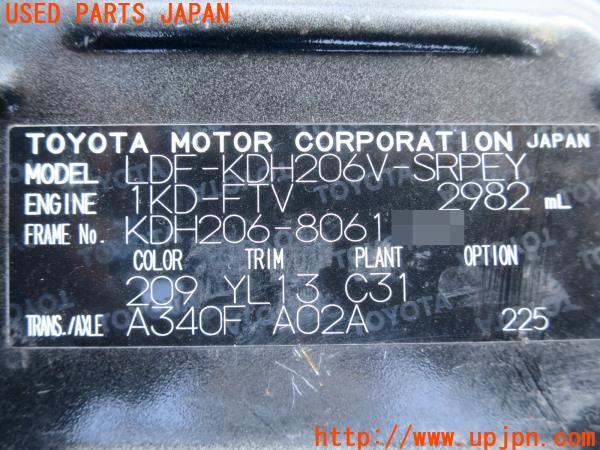 USED PARTS JAPAN
TOYOTA MOTOR CORPORATION JAPAN
MODEL LDF-KDH206V-SRPEY
ENGINE 1KD-FTV 2982 mL
FRAME No. KDH206-8061
COLOR TRIM PLANT OPTION
209 YL13 C31
TRANS./AXLE A340F A02A 225
http://www.upjpn.com